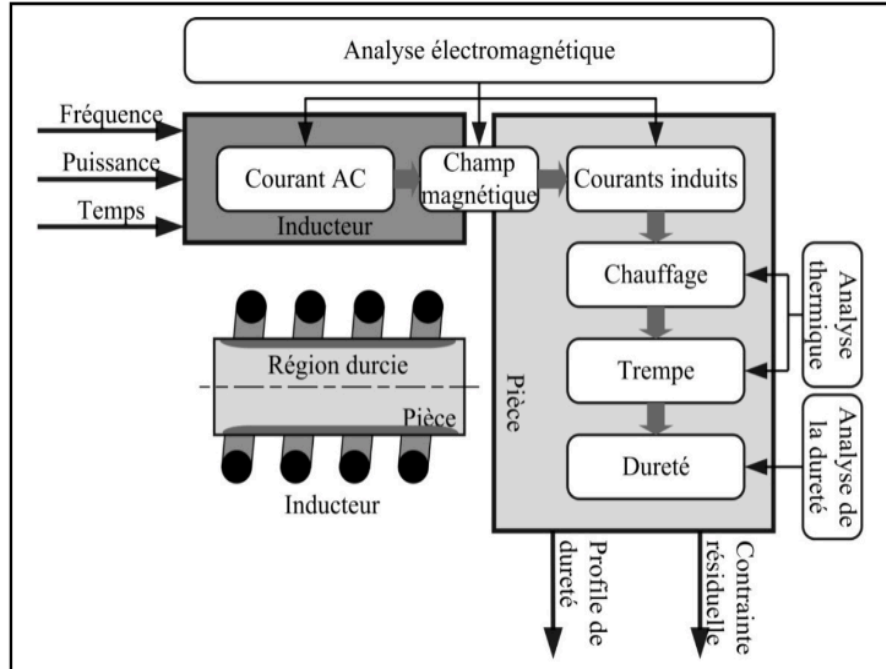 Analyse électromagnétique
Fréquence
Puissance
Temps
Courant AC
Champ
magnétique
Courants induits
Inducteur
Chauffage
Analyse
thermique
Région durcie
Pièce
Pièce
Trempe
Inducteur
Dureté
Analyse de
la dureté
Profile de
dureté
Contrainte
résiduelle